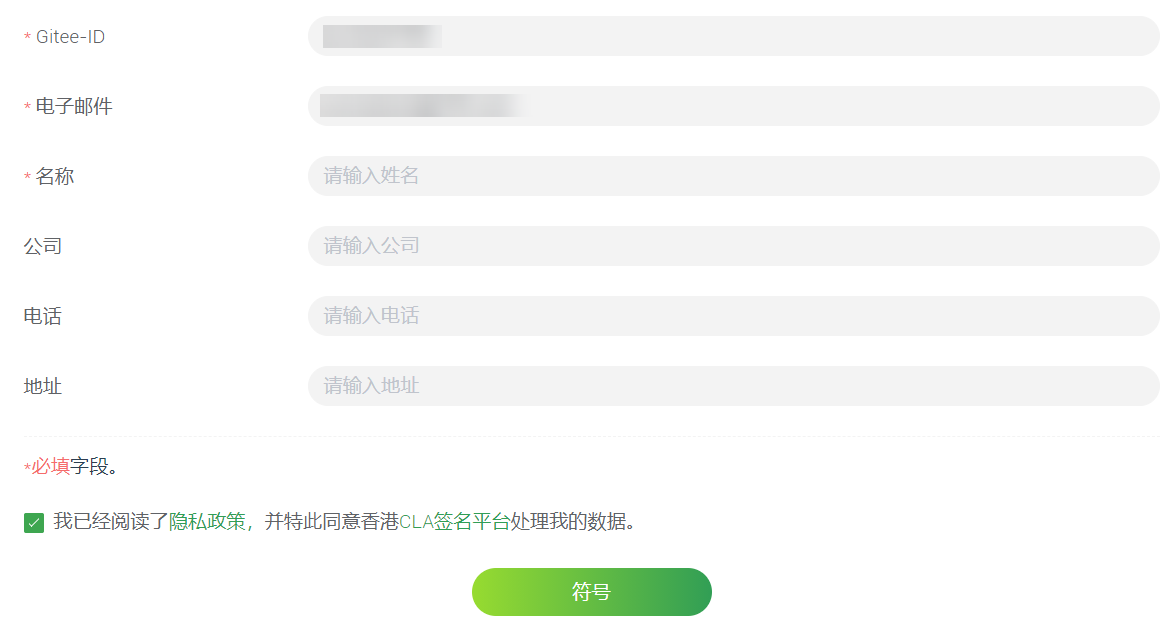 * Gitee-ID
* 电子邮件
* 名称 请输入姓名
公司 请输入公司
电话 请输入电话
地址 请输入地址
*必填字段。
我已经阅读了隐私政策，并特此同意香港CLA签名平台处理我的数据。
符号